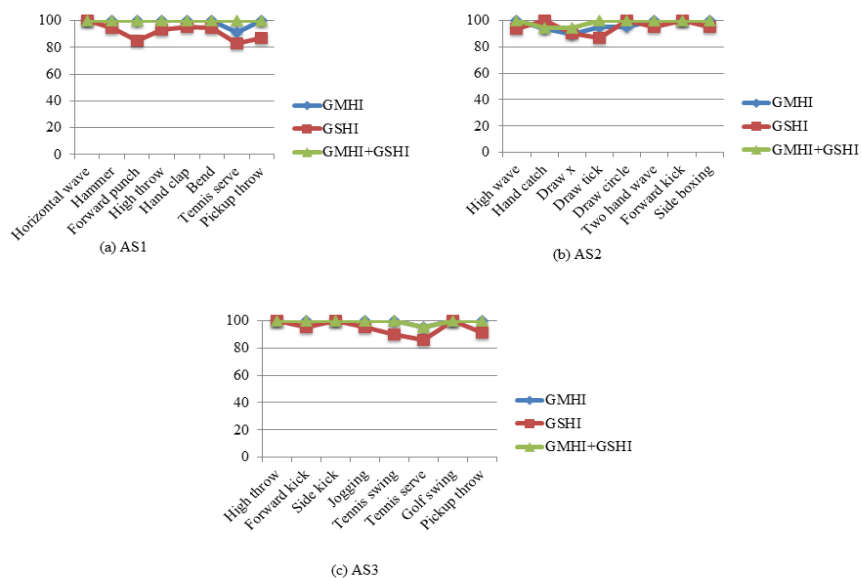 100
80
60
40
20
0
Horizontal wave
Hammer
Forward punch
High throw
Hand clap
Bend
Tennis serve
Pickup throw
GMHI
GSHI
GMHI+GSHI
(a) AS1
100
80
60
40
20
0
High wave
Hand catch
Draw x
Draw tick
Draw circle
Two hand wave
Forward kick
Side boxing
GMHI
GSHI
GMHI+GSHI
(b) AS2
100
80
60
40
20
0
High throw
Forward kick
Side kick
Jogging
Tennis swing
Tennis serve
Golf swing
Pickup throw
GMHI
GSHI
GMHI+GSHI
(c) AS3